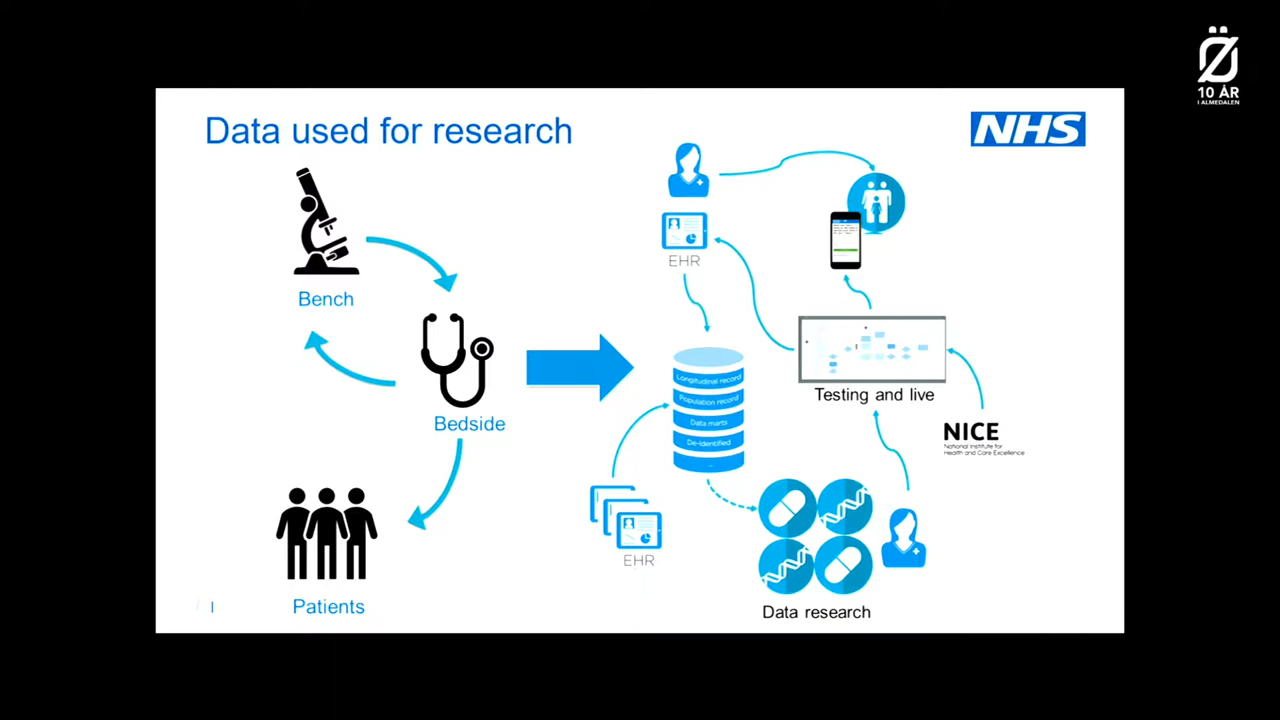 Ö
10 ÅR
I ALMEDALEN
Data used for research
NHS
Bench
Bedside
Patients
EHR
Longitudinal record
Population record
Data marts
De-Identified
...
EHR
Testing and live
NICE
National Institute for
Health and Care Excellence
Data research